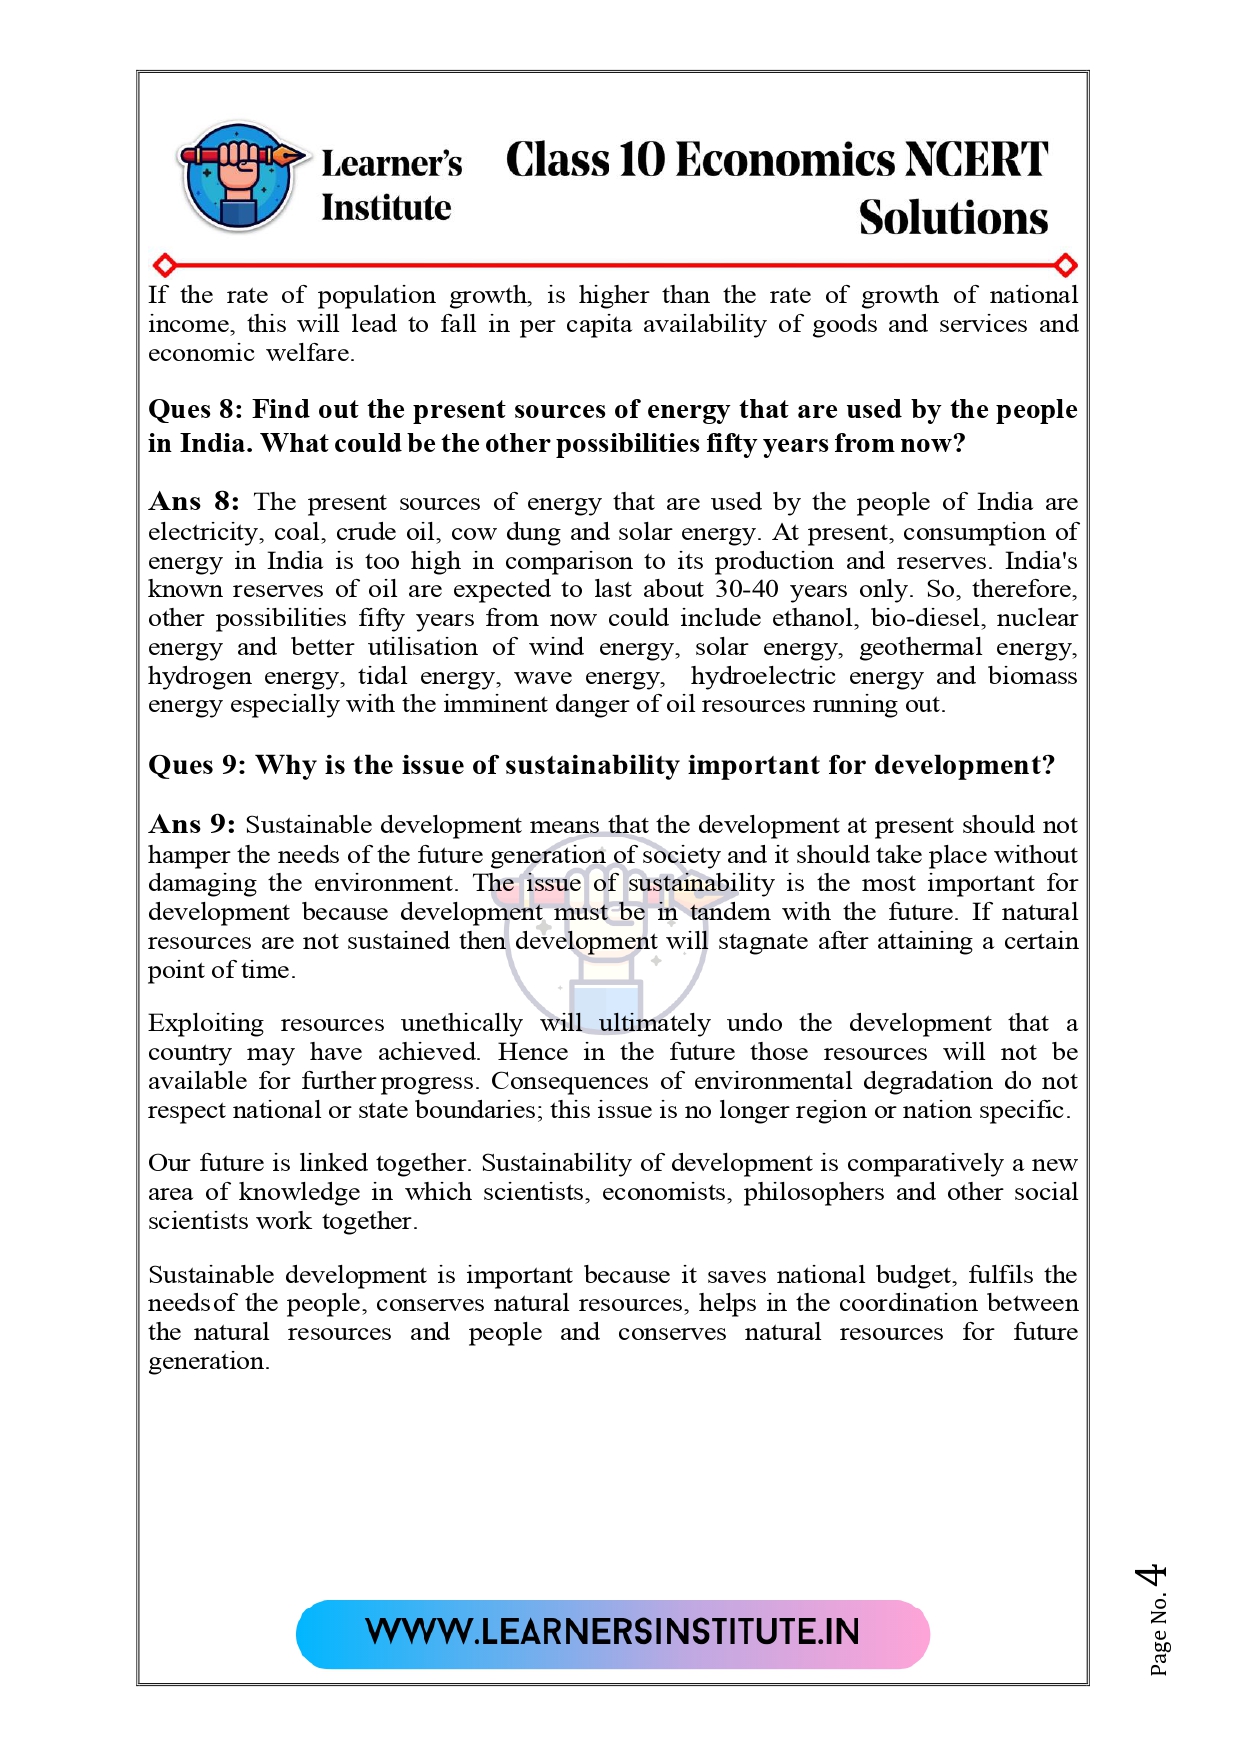 Learner's
Institute
Class 10 Economics NCERT
Solutions
If the rate of population growth, is higher than the rate of growth of national
income, this will lead to fall in per capita availability of goods and services and
economic welfare.
Ques 8: Find out the present sources of energy that are used by the people
in India. What could be the other possibilities fifty years from now?
Ans 8: The present sources of energy that are used by the people of India are
electricity, coal, crude oil, cow dung and solar energy. At present, consumption of
energy in India is too high in comparison to its production and reserves. India's
known reserves of oil are expected to last about 30-40 years only. So, therefore,
other possibilities fifty years from now could include ethanol, bio-diesel, nuclear
energy and better utilisation of wind energy, solar energy, geothermal energy,
hydrogen energy, tidal energy, wave energy, hydroelectric energy and biomass
energy especially with the imminent danger of oil resources running out.
Ques 9: Why is the issue of sustainability important for development?
Ans 9: Sustainable development means that the development at present should not
hamper the needs of the future generation of society and it should take place without
damaging the environment. The issue of sustainability is the most important for
development because development must be in tandem with the future. If natural
resources are not sustained then development will stagnate after attaining a certain
point of time.
Exploiting resources unethically will ultimately undo the development that a
country may have achieved. Hence in the future those resources will not be
available for further progress. Consequences of environmental degradation do not
respect national or state boundaries; this issue is no longer region or nation specific.
Our future is linked together. Sustainability of development is comparatively a new
area of knowledge in which scientists, economists, philosophers and other social
scientists work together.
Sustainable development is important because it saves national budget, fulfils the
needs of the people, conserves natural resources, helps in the coordination between
the natural resources and people and conserves natural resources for future
generation.
WWW.LEARNERSINSTITUTE.IN
Page No. 4